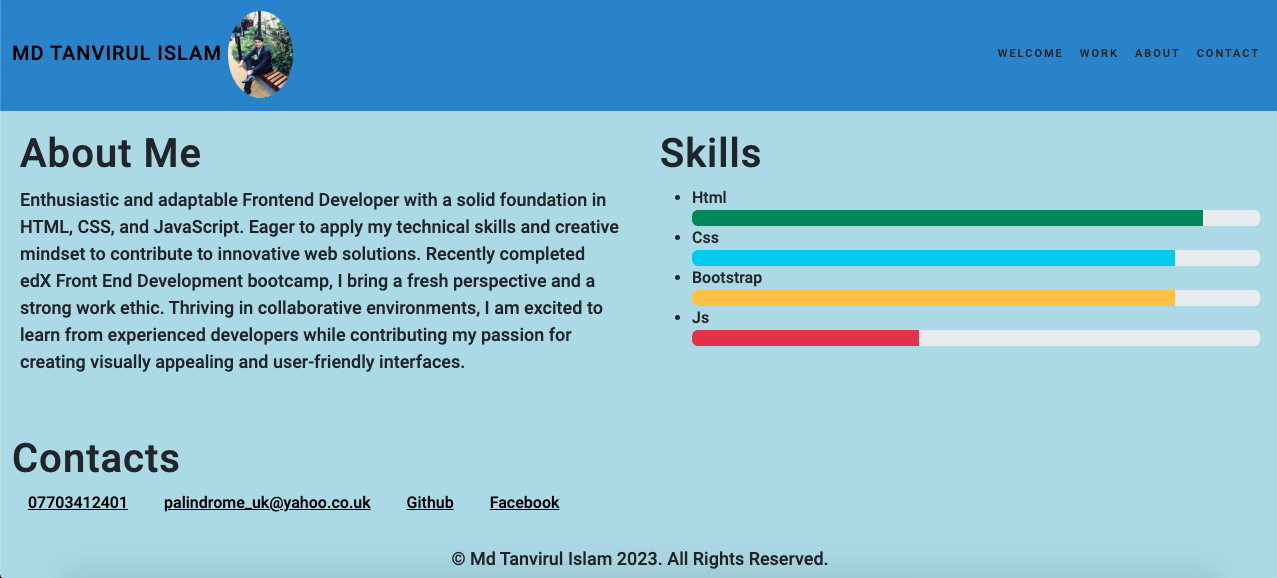 MD TANVIRUL ISLAM
WELCOME WORK ABOUT CONTACT
About Me
Enthusiastic and adaptable Frontend Developer with a solid foundation in
HTML, CSS, and JavaScript. Eager to apply my technical skills and creative
mindset to contribute to innovative web solutions. Recently completed
edX Front End Development bootcamp, I bring a fresh perspective and a
strong work ethic. Thriving in collaborative environments, I am excited to
learn from experienced developers while contributing my passion for
creating visually appealing and user-friendly interfaces.
Skills
Html
Css
Bootstrap
Js
Contacts
07703412401 palindrome_uk@yahoo.co.uk Github Facebook
© Md Tanvirul Islam 2023. All Rights Reserved.